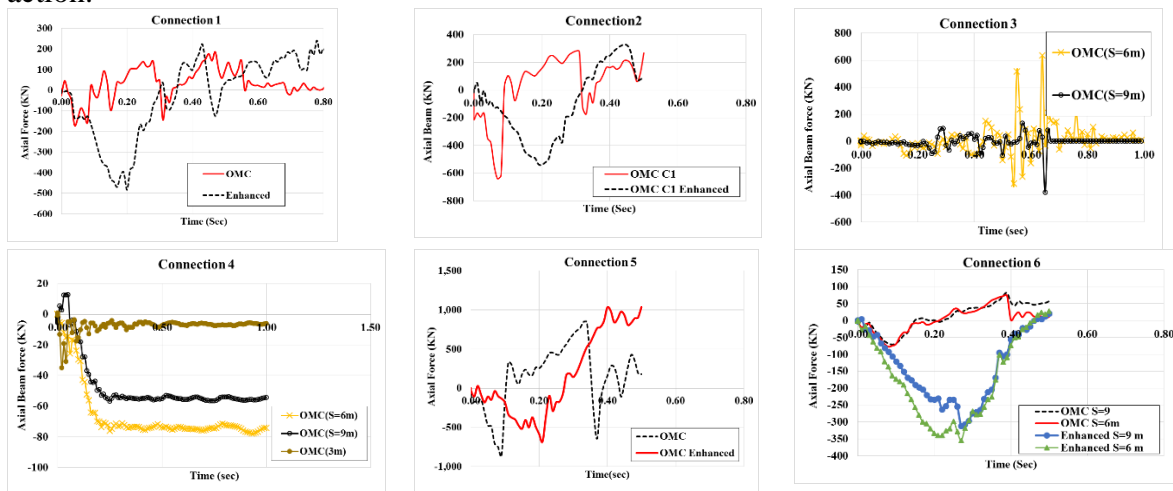 action.
Connection 1
300
200
100
0
-100
-200
-300
-400
-500
-600
0.00 0.20 0.40 0.60 0.80
Axial Force (KN)
OMC
Enhanced
Time (Sec)
Connection2
400
200
0
-200
-400
-600
-800
0.00 0.20 0.40 0.60 0.80
Axial Beam Force (KN)
OMC C1
OMC C1 Enhanced
Time (Sec)
Connection 3
800
600
400
200
0
-200
-400
-600
0.00 0.20 0.40 0.60 0.80 1.00
Axial Beam force (KN)
OMC(S=6m)
OMC(S=9m)
Time (sec)
Connection 4
20
0
-20
-40
-60
-80
-100
0.00 0.50 1.00 1.50
Axial Beam force (KN)
OMC(S=6m)
OMC(S=9m)
OMC(3m)
Time (sec)
Connection 5
1,500
1,000
500
0
-500
-1,000
0.00 0.20 0.40 0.60
Axial Force (KN)
OMC
OMC Enhanced
Time(sec)
Connection 6
150
100
50
0
-50
-100
-150
-200
-250
-300
-350
-400
0.00 0.20 0.40 0.60 0.80
Axial Force (KN)
OMC S=9
OMC S=6m
Enhanced S=9 m
Enhanced S=6 m
Time (Sec)